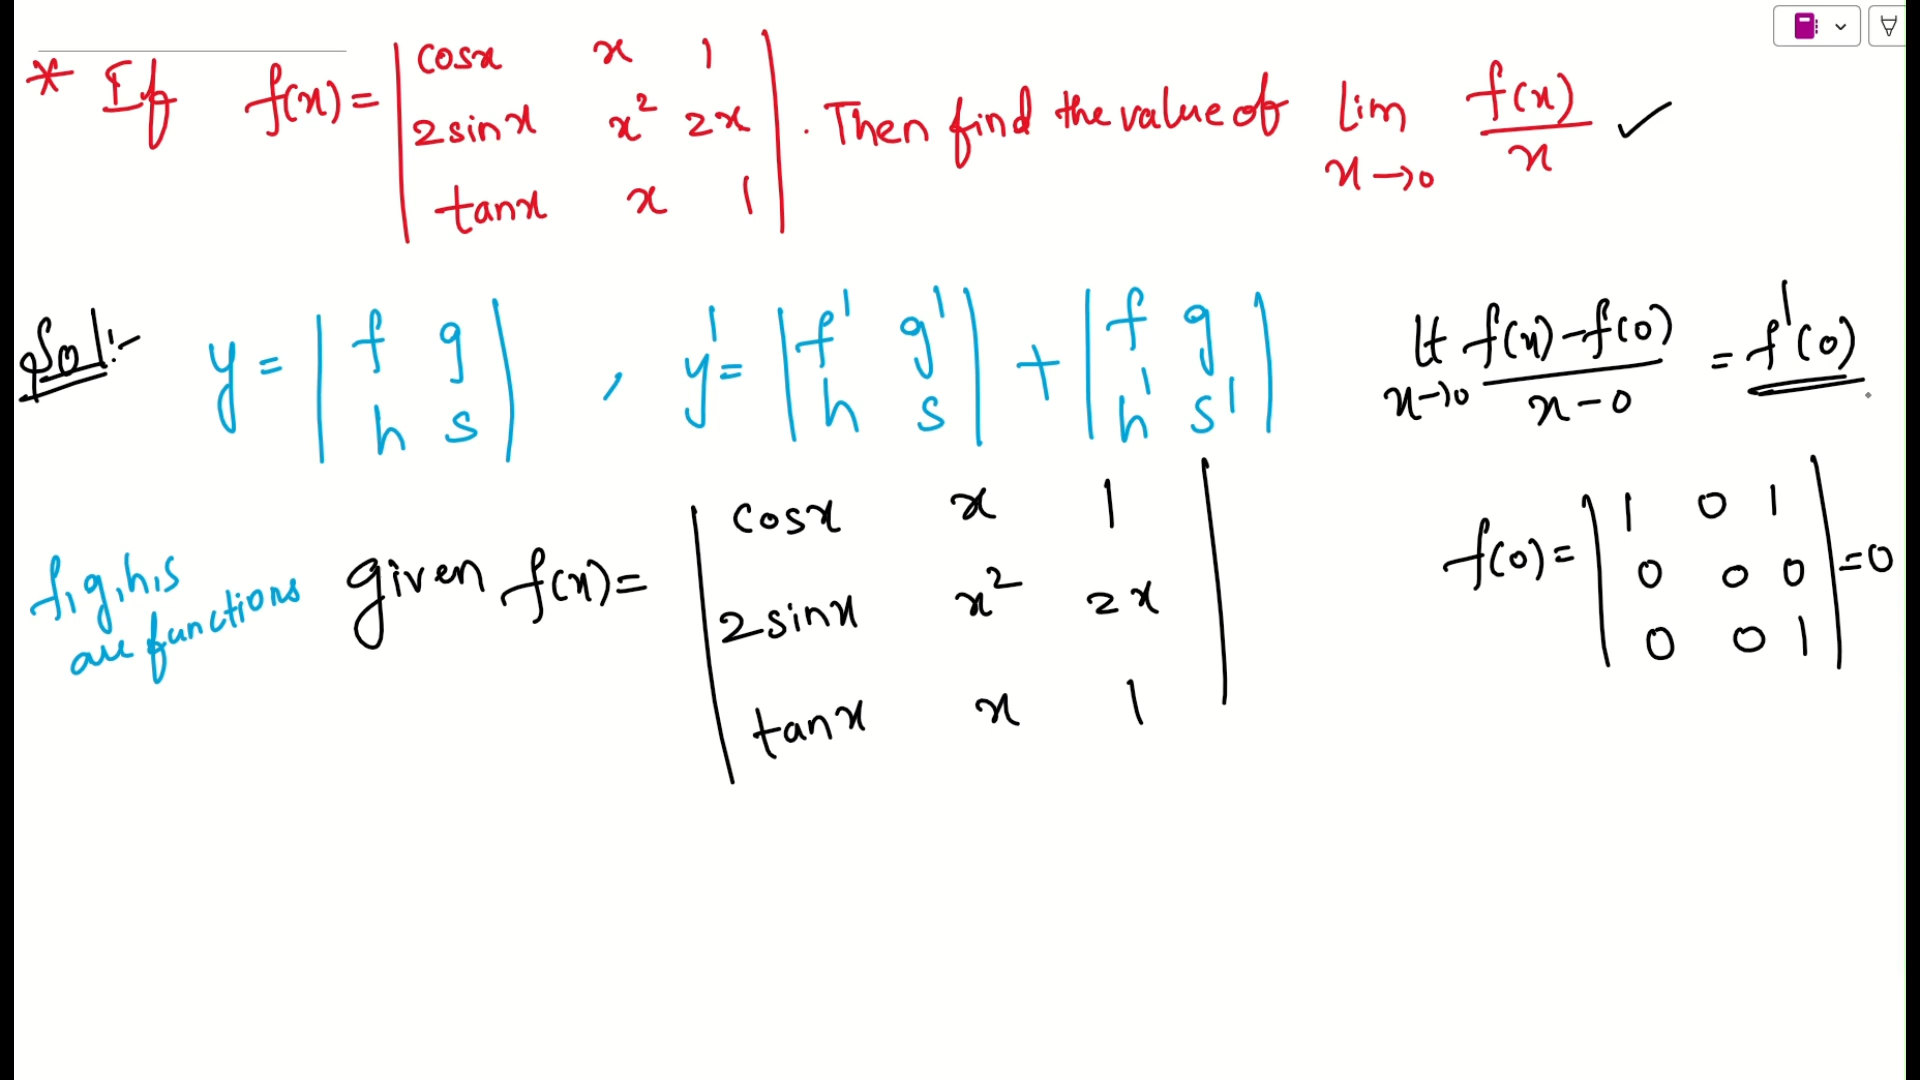 * If f(x) = | cosx x 1 | . Then find the value of lim f(x)/x ✓
| 2sinx x² 2x | x→0
| tanx x 1 |
Sol:- y = | f g | , y' = | f' g' | + | f g | lt f(x)-f(0) / x-0 = f'(0)
| h s | | h s | | h' s' | x→0
f,g,h,s are functions
given f(x) = | cosx x 1 |
| 2sinx x² 2x |
| tanx x 1 |
f(0) = | 1 0 1 | = 0
| 0 0 0 |
| 0 0 1 |